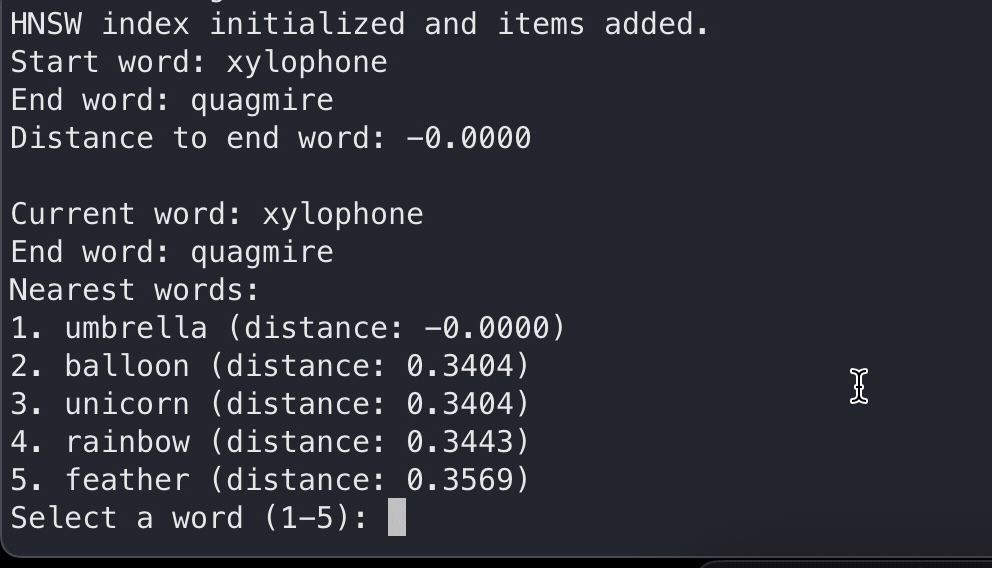 HNSW index initialized and items added.
Start word: xylophone
End word: quagmire
Distance to end word: -0.0000
Current word: xylophone
End word: quagmire
Nearest words:
1. umbrella (distance: -0.0000)
2. balloon (distance: 0.3404)
3. unicorn (distance: 0.3404)
4. rainbow (distance: 0.3443)
5. feather (distance: 0.3569)
Select a word (1-5):